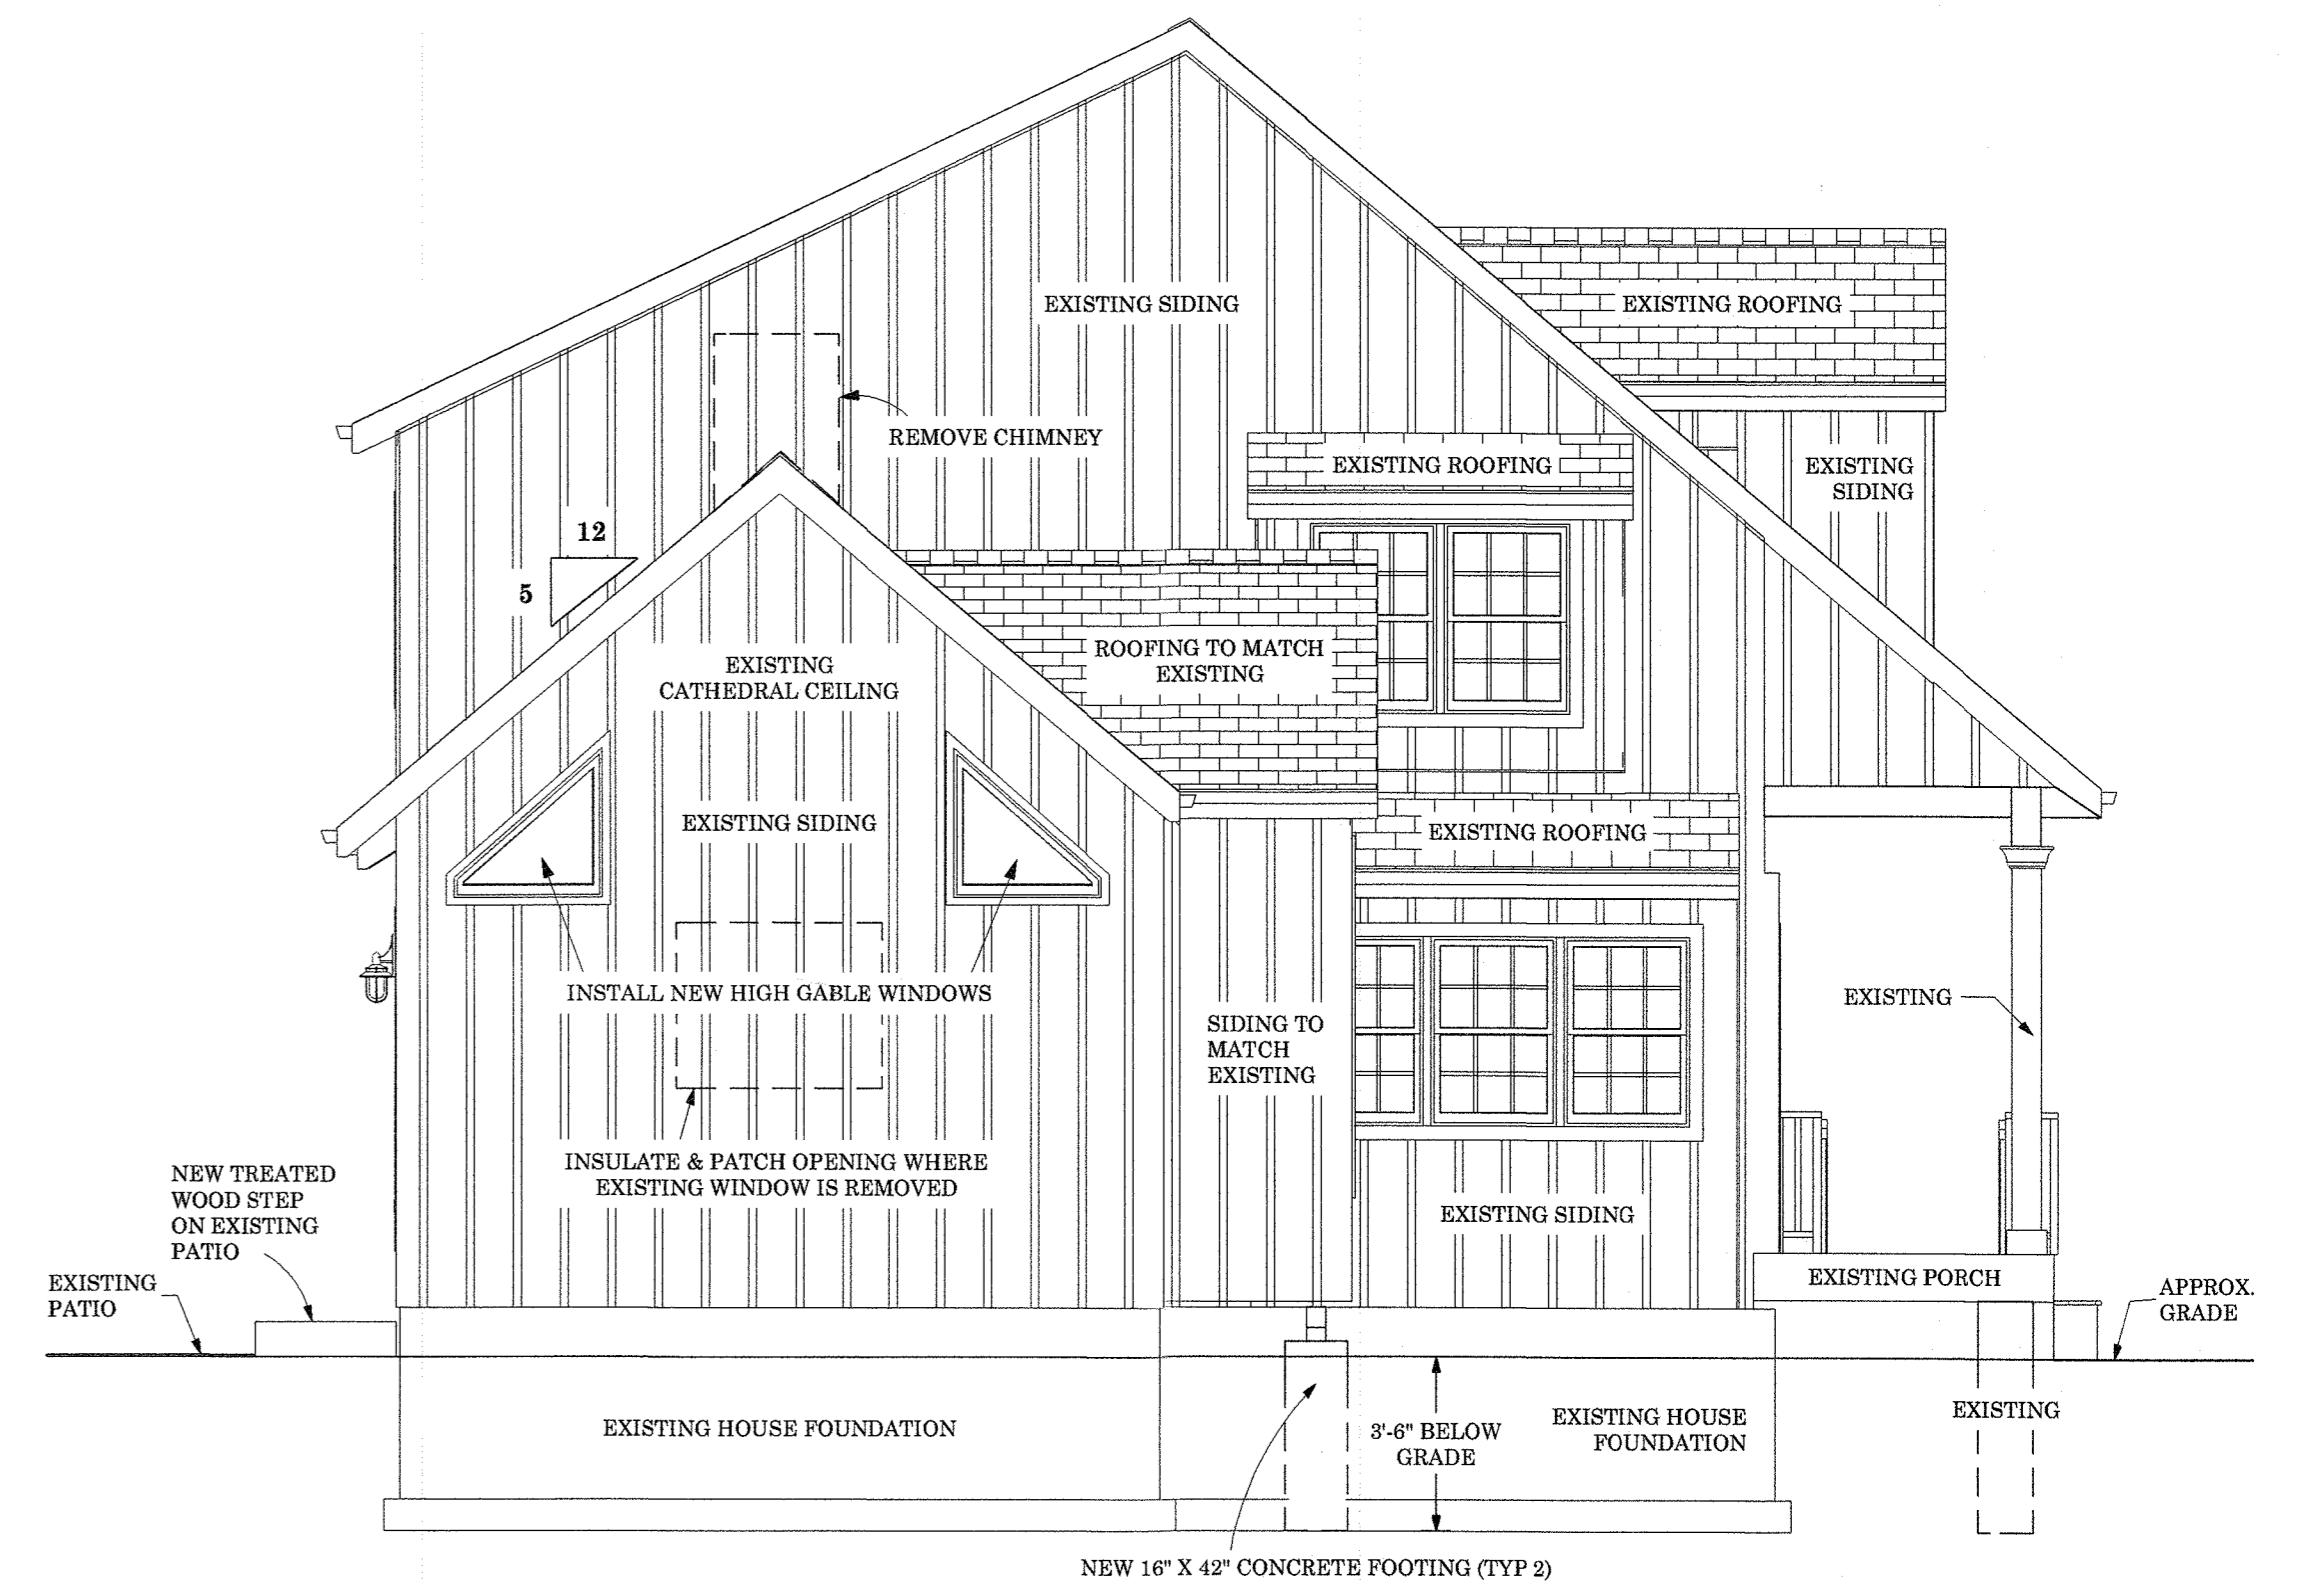 EXISTING SIDING
EXISTING ROOFING
REMOVE CHIMNEY
EXISTING ROOFING
EXISTING
SIDING
12
5
ROOFING TO MATCH
EXISTING
EXISTING
CATHEDRAL CEILING
EXISTING SIDING
EXISTING ROOFING
INSTALL NEW HIGH GABLE WINDOWS
EXISTING
SIDING TO
MATCH
EXISTING
INSULATE & PATCH OPENING WHERE
EXISTING WINDOW IS REMOVED
NEW TREATED
WOOD STEP
ON EXISTING
PATIO
EXISTING SIDING
EXISTING
PATIO
EXISTING PORCH
APPROX.
GRADE
EXISTING HOUSE FOUNDATION
3'-6" BELOW
GRADE
EXISTING HOUSE
FOUNDATION
EXISTING
NEW 16" X 42" CONCRETE FOOTING (TYP 2)